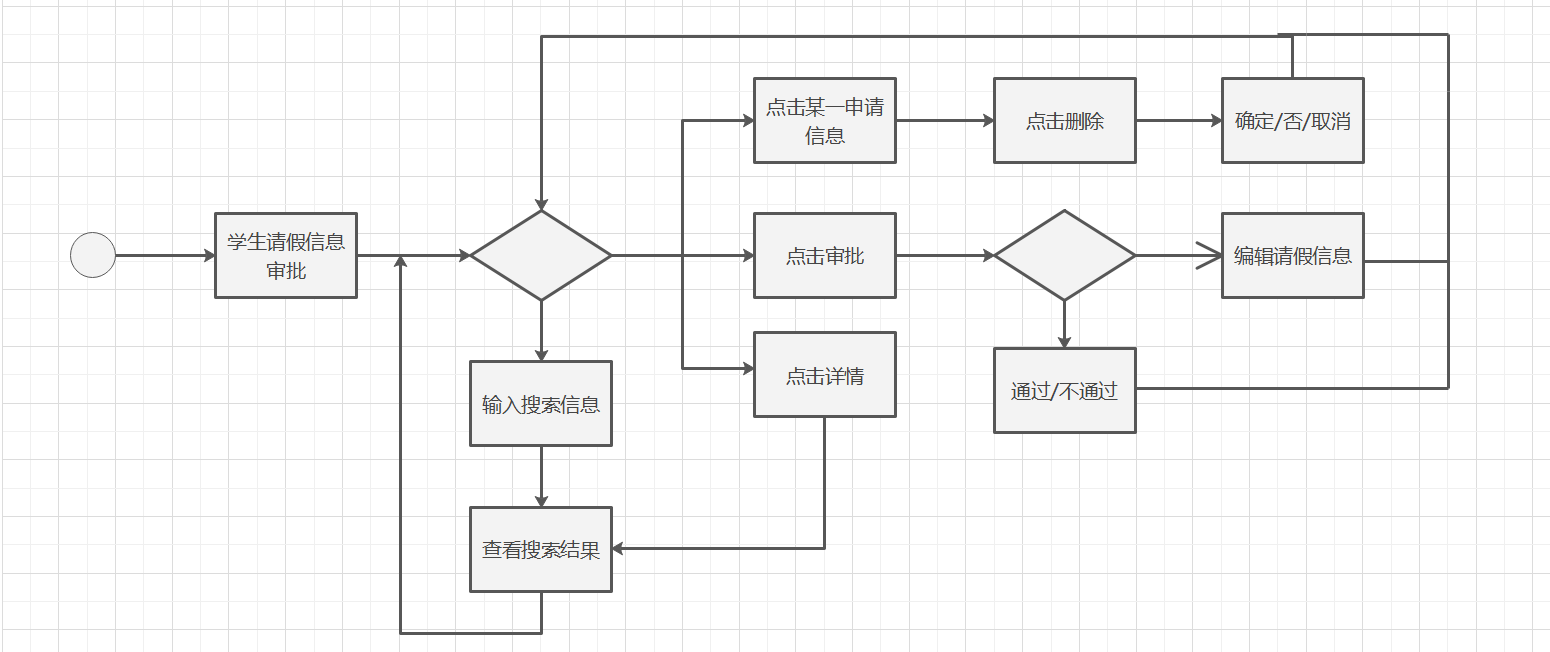 点击某一申请
信息
点击删除
确定/否/取消
学生请假信息
审批
点击审批
编辑请假信息
点击详情
通过/不通过
输入搜索信息
查看搜索结果